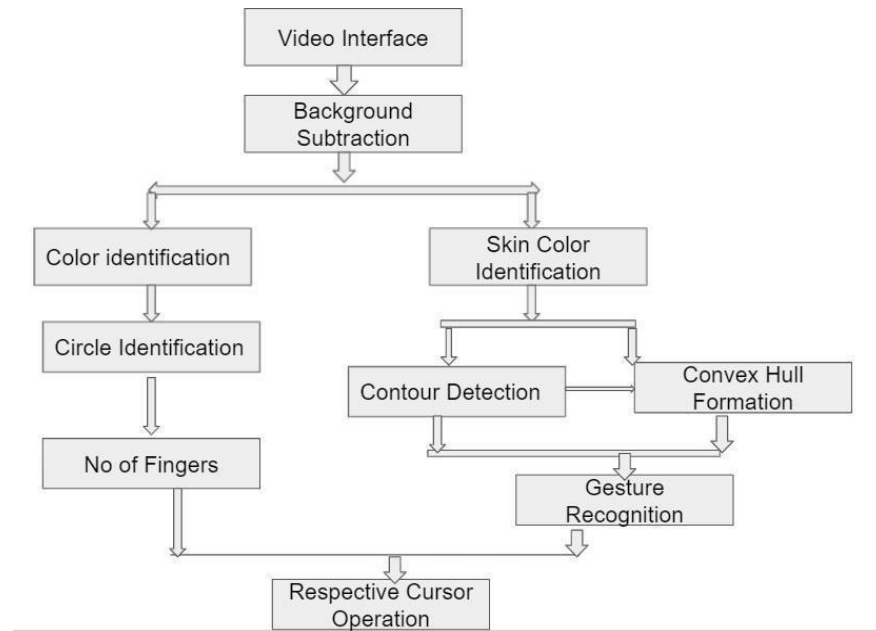 Video Interface
Background
Subtraction
Color identification
Skin Color
Identification
Circle Identification
Contour Detection
Convex Hull
Formation
No of Fingers
Gesture
Recognition
Respective Cursor
Operation